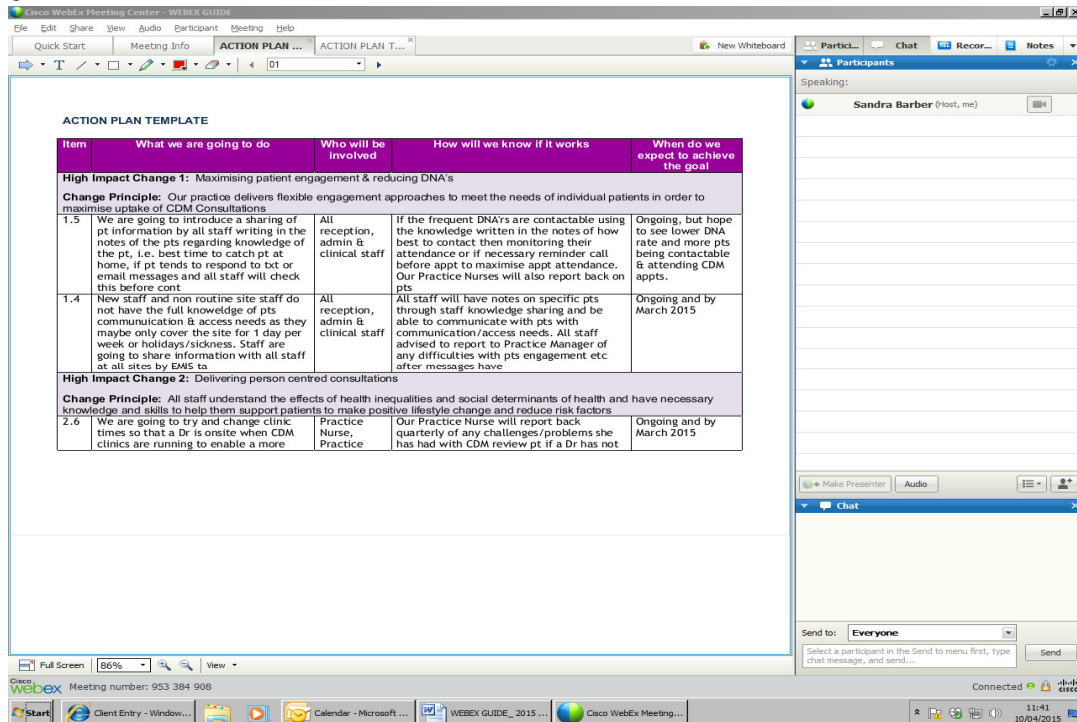 Cisco WebEx Meeting Center - WEBEX GUIDE
File Edit Share View Audio Participant Meeting Help
Quick Start Meeting Info ACTION PLAN ... ACTION PLAN T... New Whiteboard
01
ACTION PLAN TEMPLATE
Item What we are going to do Who will be involved How will we know if it works When do we expect to achieve the goal
High Impact Change 1: Maximising patient engagement & reducing DNA's
Change Principle: Our practice delivers flexible engagement approaches to meet the needs of individual patients in order to
maximise uptake of CDM Consultations
1.5
We are going to introduce a sharing of
pt information by all staff writing in the
notes of the pts regarding knowledge of
the pt, i.e. best time to catch pt at
home, if pt tends to respond to txt or
email messages and all staff will check
this before cont
All
reception,
admin &
clinical staff
If the frequent DNA'rs are contactable using
the knowledge written in the notes of how
best to contact then monitoring their
attendance or if necessary reminder call
before appt to maximise appt attendance.
Our Practice Nurses will also report back on
pts
Ongoing, but hope
to see lower DNA
rate and more pts
being contactable
& attending CDM
appts.
1.4
New staff and non routine site staff do
not have the full knoweldge of pts
communuication & access needs as they
maybe only cover the site for 1 day per
week or holidays/sickness. Staff are
going to share information with all staff
at all sites by EMIS ta
All
reception,
admin &
clinical staff
All staff will have notes on specific pts
through staff knowledge sharing and be
able to communicate with pts with
communication/access needs. All staff
advised to report to Practice Manager of
any difficulties with pts engagement etc
after messages have
Ongoing and by
March 2015
High Impact Change 2: Delivering person centred consultations
Change Principle: All staff understand the effects of health inequalities and social determinants of health and have necessary
knowledge and skills to help them support patients to make positive lifestyle change and reduce risk factors
2.6
We are going to try and change clinic
times so that a Dr is onsite when CDM
clinics are running to enable a more
Practice
Nurse,
Practice
Our Practice Nurse will report back
quarterly of any challenges/problems she
has had with CDM review pt if a Dr has not
Ongoing and by
March 2015
Partici... Chat Recor... Notes
Participants
Speaking:
Sandra Barber (Host, me)
Make Presenter Audio
Chat
Send to: Everyone
Select a participant in the Send to menu first, type
chat message, and send...
Send
Full Screen 86% View
Cisco webex Meeting number: 953 384 908
Connected
cisco
Start Client Entry - Window... Calendar - Microsoft ... WEBEX GUIDE_ 2015 ... Cisco WebEx Meeting...
11:41
10/04/2015